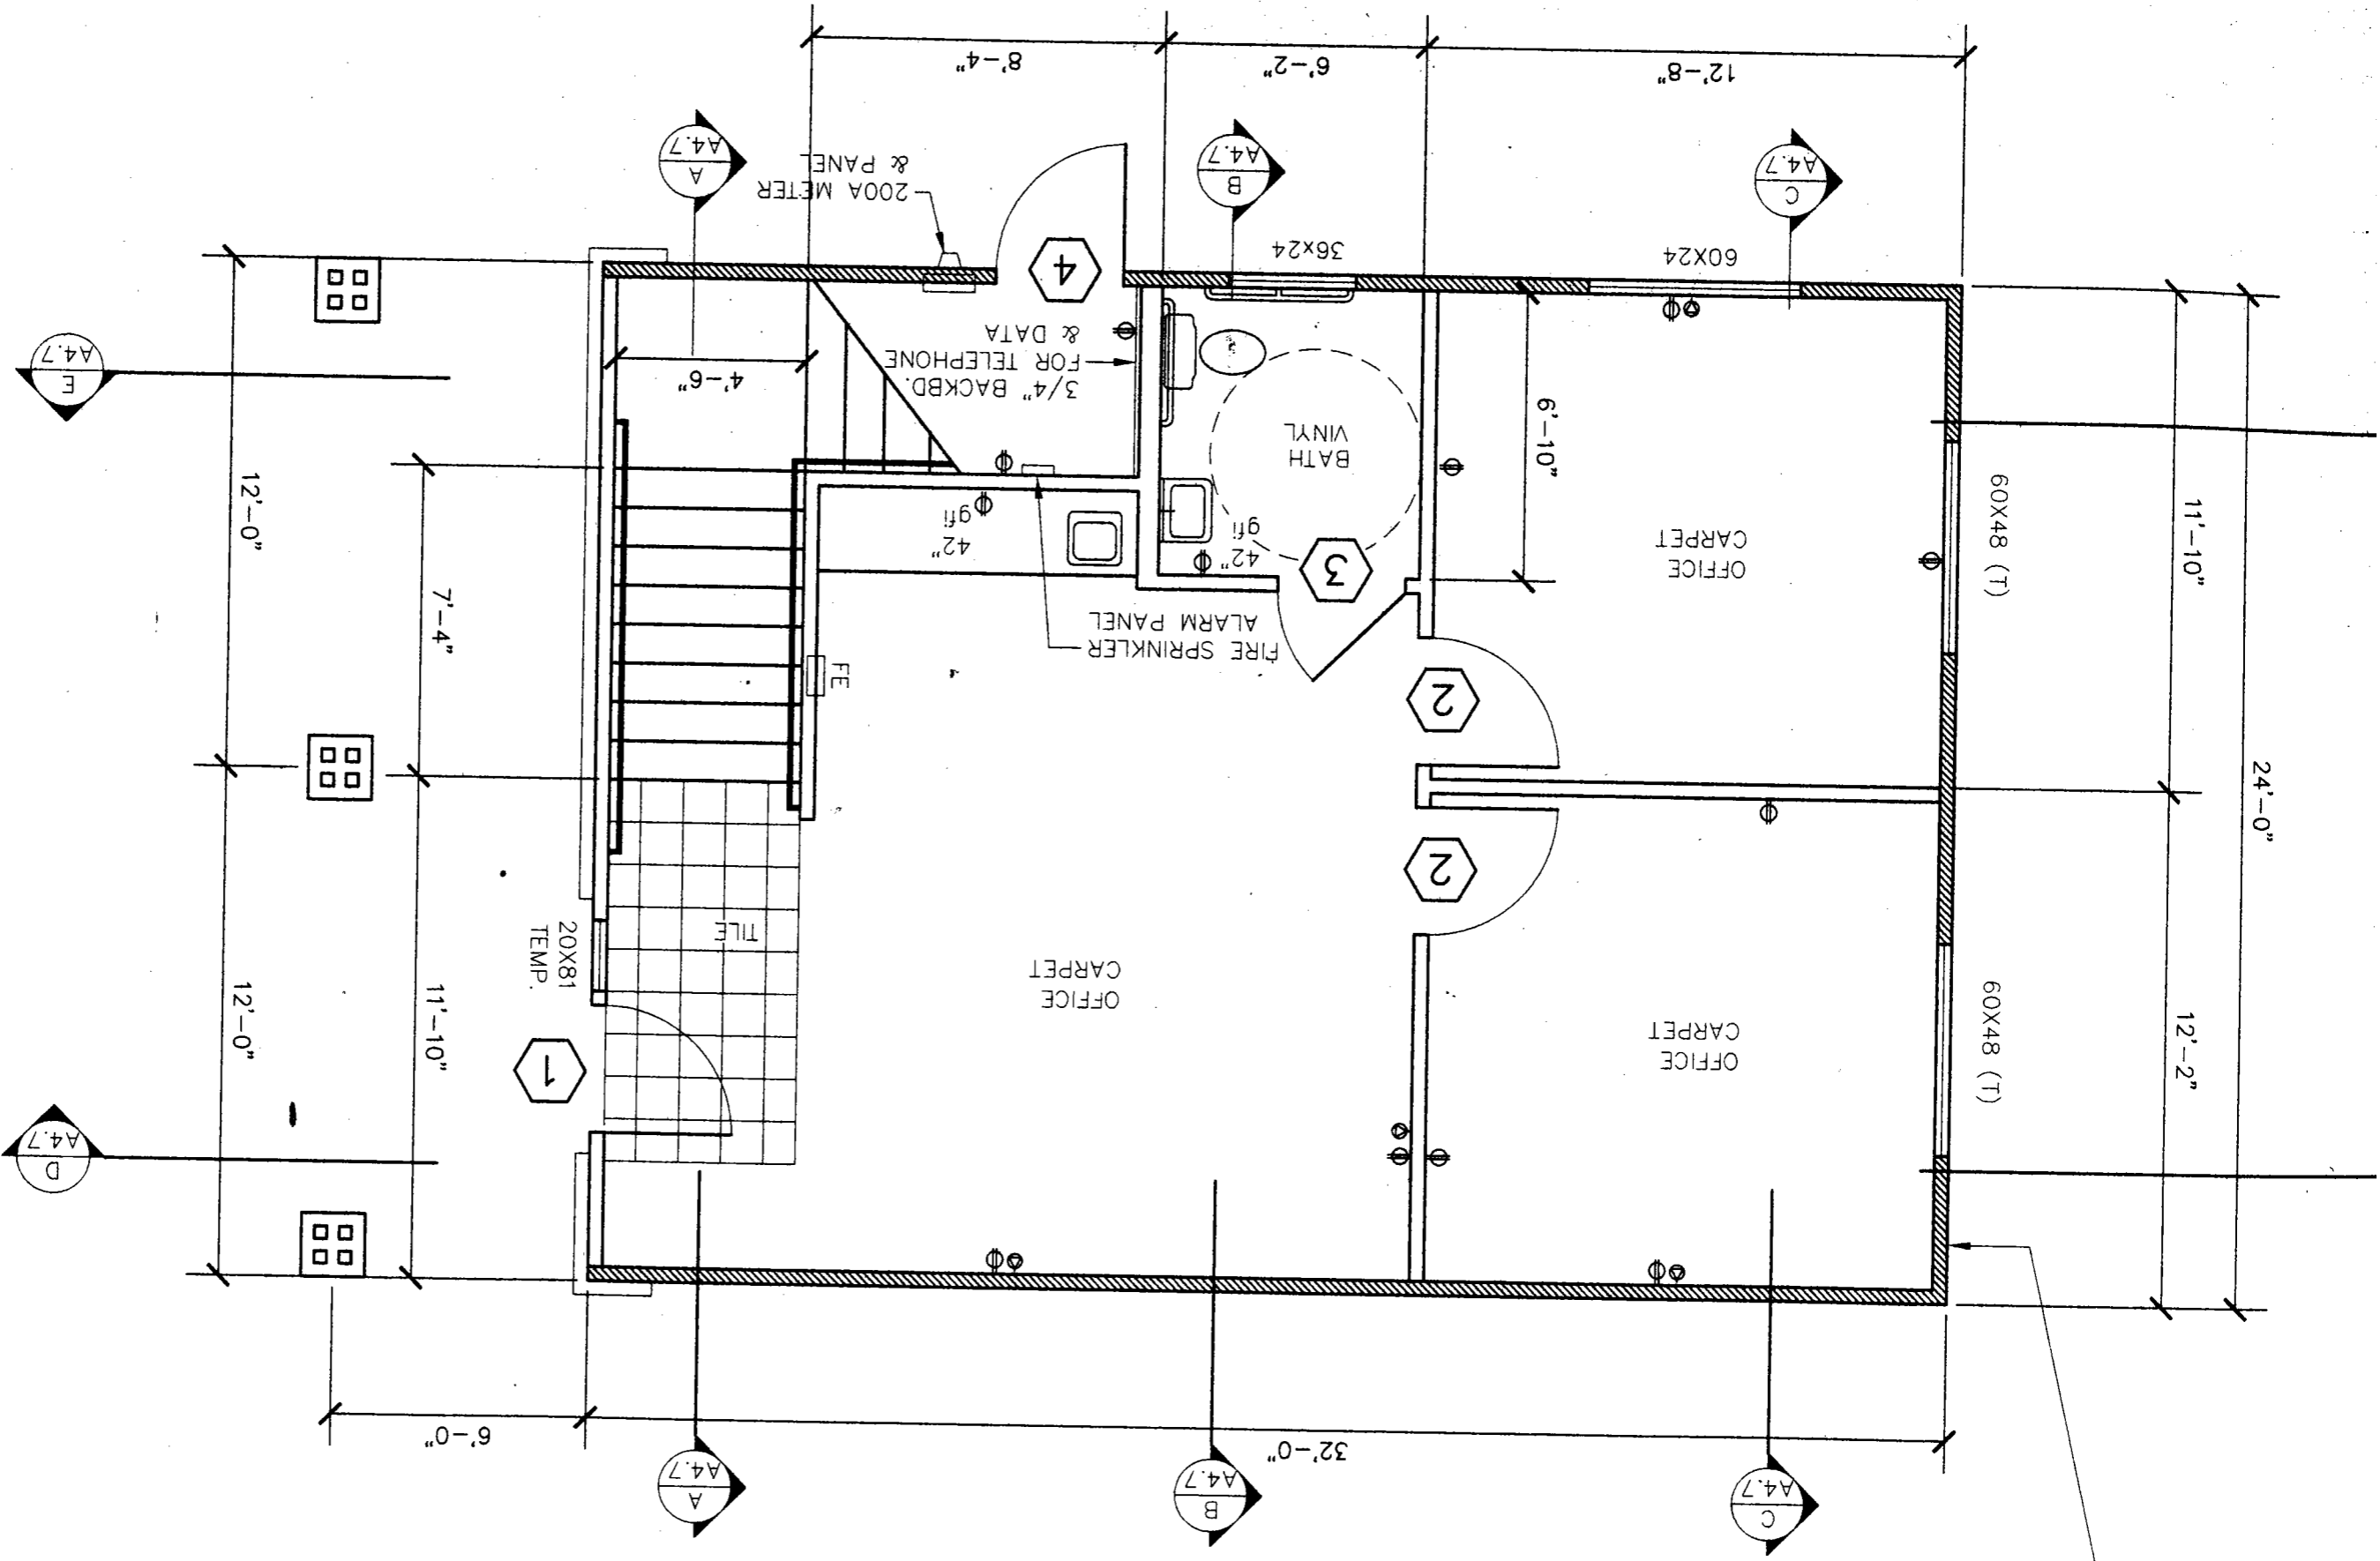 C
A4.7
B
A4.7
A
A4.7
32'-0"
6'-0"
D
A4.7
24'-0"
12'-2"
60X48 (T)
OFFICE
CARPET
OFFICE
CARPET
TILE
1
20X81
TEMP.
11'-10"
12'-0"
2
2
11'-10"
60X48 (T)
OFFICE
CARPET
6'-10"
3
42"
gfi
BATH
VINYL
FIRE SPRINKLER
ALARM PANEL
FE
42"
gfi
7'-4"
12'-0"
3/4" BACKBD.
FOR TELEPHONE
& DATA
4'-6"
E
A4.7
60X24
36x24
4
200A METER
& PANEL
C
A4.7
B
A4.7
A
A4.7
12'-8"
6'-2"
8'-4"